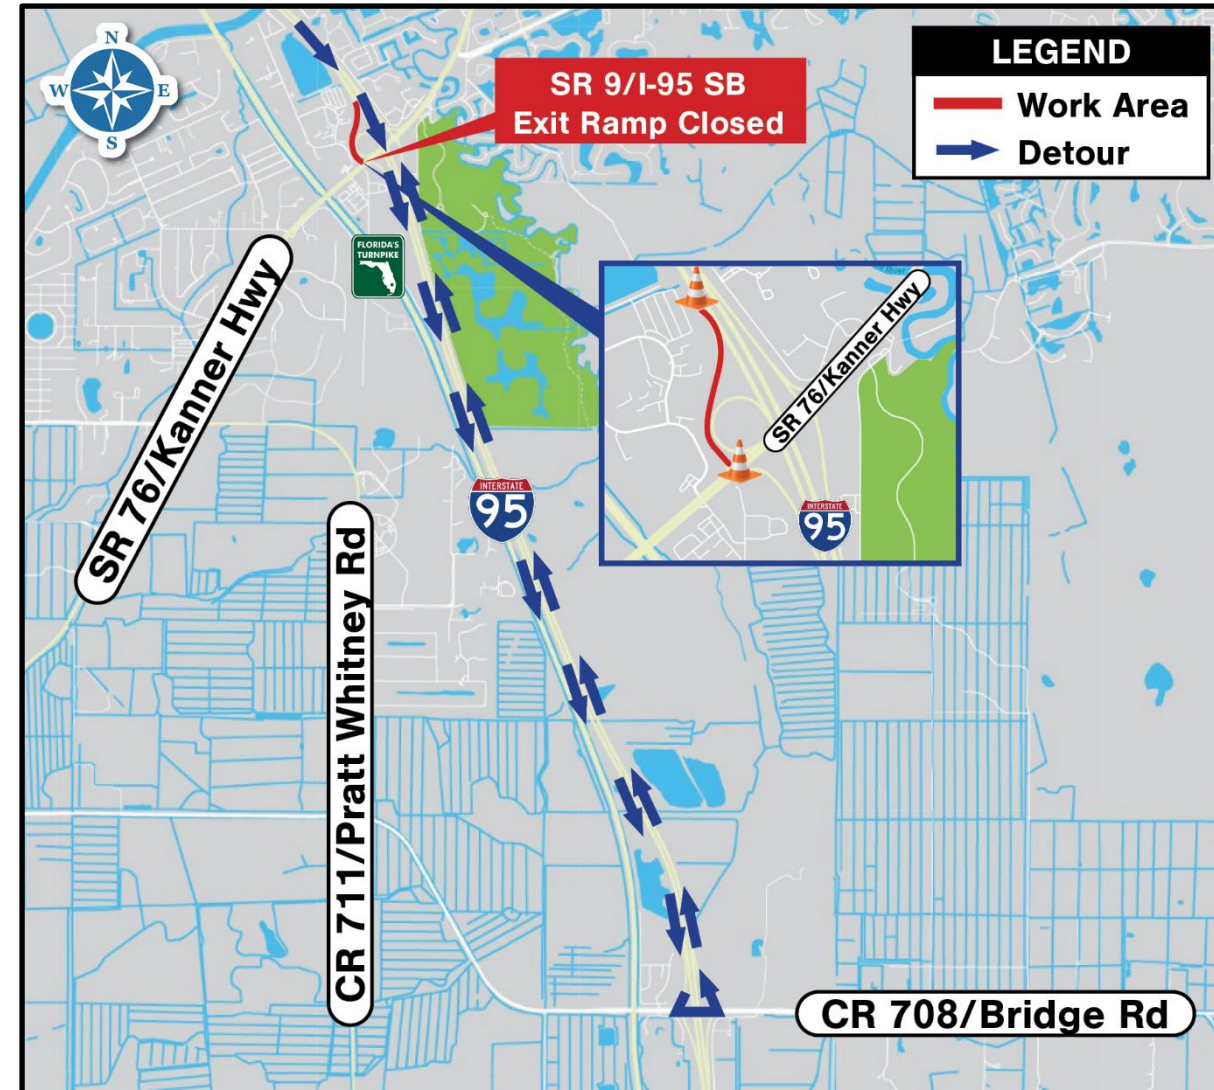 N
W
E
S
SR 9/I-95 SB
Exit Ramp Closed
LEGEND
Work Area
Detour
FLORIDA'S
TURNPIKE
SR 76/Kanner Hwy
River
SR 76/Kanner Hwy
INTERSTATE
95
INTERSTATE
95
CR 711/Pratt Whitney Rd
CR 708/Bridge Rd